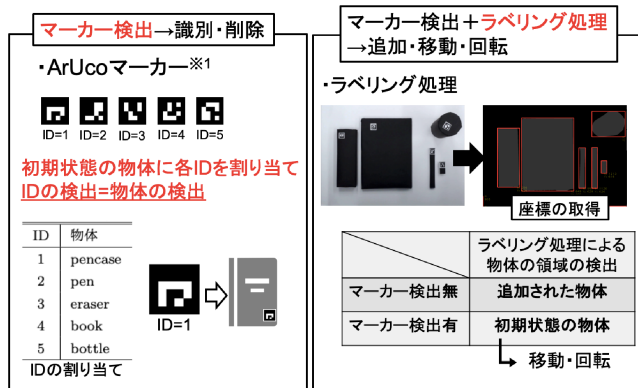 マーカー検出→識別・削除
・ArUcoマーカー※1
ID=1 ID=2 ID=3 ID=4 ID=5
初期状態の物体に各IDを割り当て
IDの検出=物体の検出
ID 物体
1 pencase
2 pen
3 eraser
4 book
5 bottle
IDの割り当て
ID=1
マーカー検出＋ラベリング処理
→追加・移動・回転
・ラベリング処理
座標の取得
ラベリング処理による
物体の領域の検出
マーカー検出無 追加された物体
マーカー検出有 初期状態の物体
移動・回転